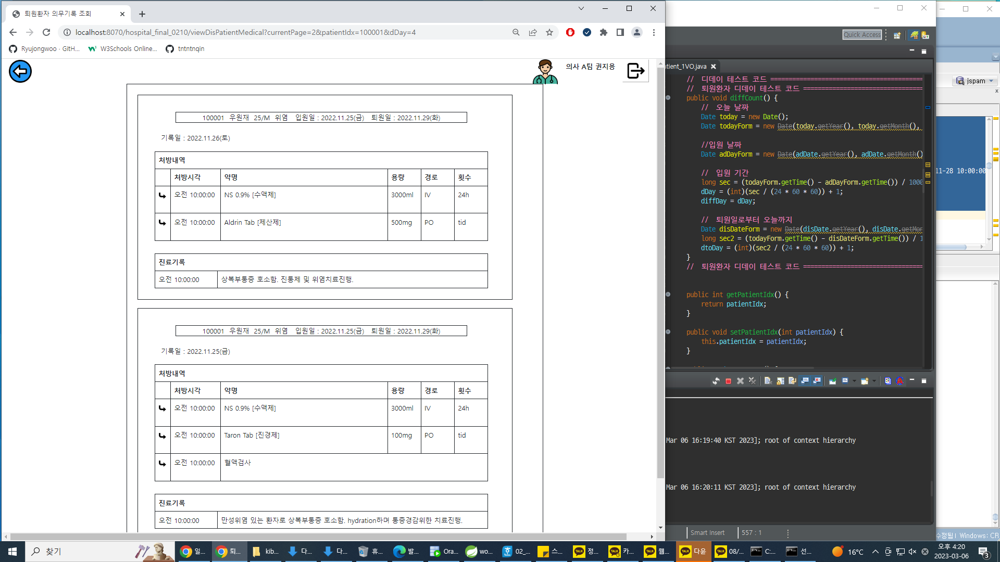 퇴원환자 의무기록 조회
localhost:8070/hospital_final_0210/viewDisPatientMedical?currentPage=2&patientIdx=100001&dDay=4
Ryujongwoo · GitH...
W3Schools Online...
tntntnqin
의사 A팀 권지용
100001 우원재 25/M 위염 입원일 : 2022.11.25(금) 퇴원일 : 2022.11.29(화)
기록일 : 2022.11.26(토)
처방내역
처방시각 약명 용량 경로 횟수
오전 10:00:00 NS 0.9% [수액제] 3000ml IV 24h
오전 10:00:00 Aldrin Tab [제산제] 500mg PO tid
진료기록
오전 10:00:00 상복부통증 호소함. 진통제 및 위염치료진행.
100001 우원재 25/M 위염 입원일 : 2022.11.25(금) 퇴원일 : 2022.11.29(화)
기록일 : 2022.11.25(금)
처방내역
처방시각 약명 용량 경로 횟수
오전 10:00:00 NS 0.9% [수액제] 3000ml IV 24h
오전 10:00:00 Taron Tab [진경제] 100mg PO tid
오전 10:00:00 혈액검사
진료기록
오전 10:00:00 만성위염 있는 환자로 상복부통증 호소함. hydration하며 통증경감위한 치료진행.
Quick Access
GIT
atient_1VO.java
// 디데이 테스트 코드 ==========================================
// 퇴원환자 디데이 테스트 코드 =================================
public void diffCount() {
// 오늘 날짜
Date today = new Date();
Date todayForm = new Date(today.getYear(), today.getMonth(),
//입원 날짜
Date adDayForm = new Date(adDate.getYear(), adDate.getMonth()
// 입원 기간
long sec = (todayForm.getTime() - adDayForm.getTime()) / 1000
dDay = (int)(sec / (24 * 60 * 60)) + 1;
diffDay = dDay;
// 퇴원일로부터 오늘까지
Date disDateForm = new Date(disDate.getYear(), disDate.getMon
long sec2 = (todayForm.getTime() - disDateForm.getTime()) / 1
dtoDay = (int)(sec2 / (24 * 60 * 60)) + 1;
}
// 퇴원환자 디데이 테스트 코드 =================================
public int getPatientIdx() {
return patientIdx;
}
public void setPatientIdx(int patientIdx) {
this.patientIdx = patientIdx;
}
Mar 06 16:19:40 KST 2023]; root of context hierarchy
Mar 06 16:20:11 KST 2023]; root of context hierarchy
Smart Insert 557 : 1
jspam
11-28 10:00:00
수정됨| Windows: CR
찾기
일...
퇴...
kib...
다...
다...
휴...
발...
Ora...
wo...
02_...
스...
TALK 정...
TALK 카...
TALK 웹...
TALK 다윤
TALK 08/...
C:...
선...
16℃
오후 4:20
2023-03-06
3